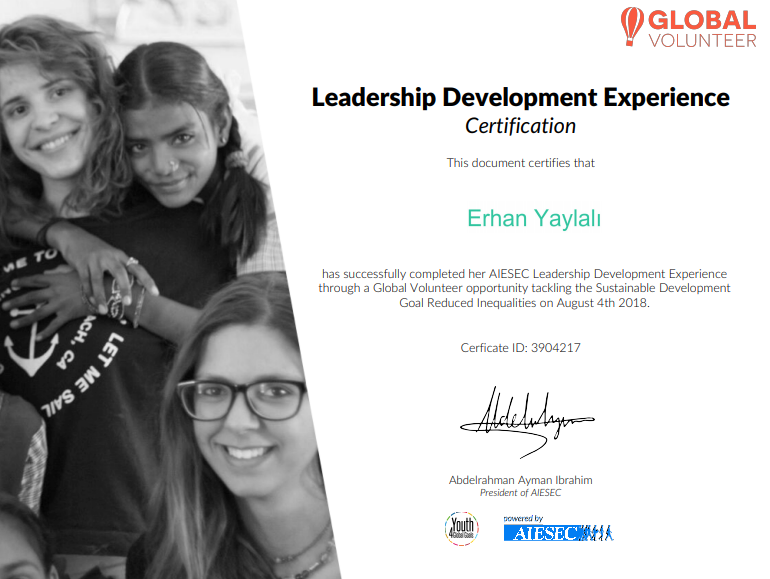 GLOBAL
VOLUNTEER
Leadership Development Experience
Certification
This document certifies that
Erhan Yaylalı
has successfully completed her AIESEC Leadership Development Experience
through a Global Volunteer opportunity tackling the Sustainable Development
Goal Reduced Inequalities on August 4th 2018.
Cerficate ID: 3904217
Abdelrahman Ayman Ibrahim
President of AIESEC
Youth
4Global Goals
powered by
AIESEC
ME TO
ACH, CA
LET ME SAIL